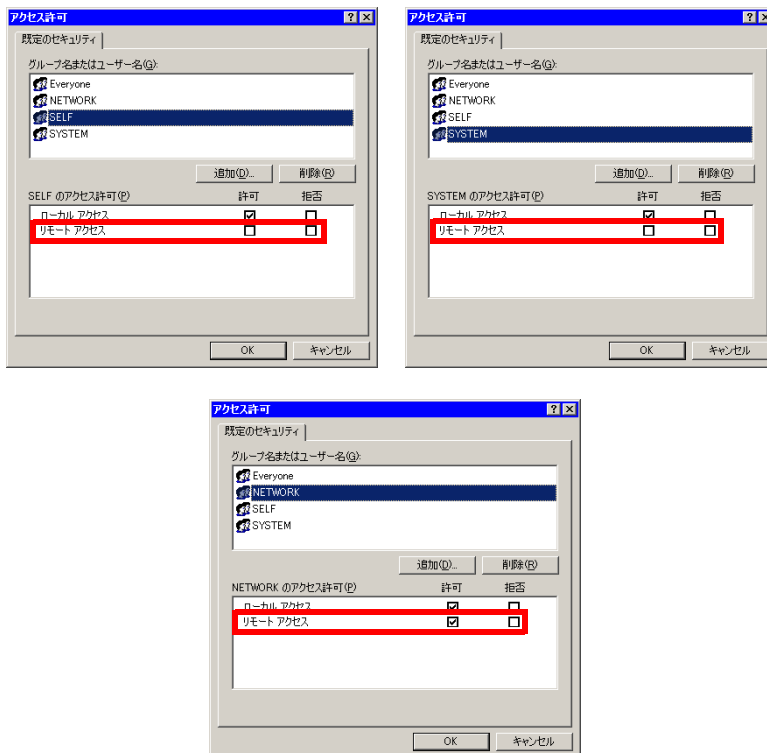 アクセス許可
既定のセキュリティ
グループ名またはユーザー名(G):
Everyone
NETWORK
SELF
SYSTEM
追加(D)... 削除(R)
SELF のアクセス許可(P) 許可 拒否
ローカル アクセス
リモート アクセス
OK キャンセル
アクセス許可
既定のセキュリティ
グループ名またはユーザー名(G):
Everyone
NETWORK
SELF
SYSTEM
追加(D)... 削除(R)
SYSTEM のアクセス許可(P) 許可 拒否
ローカル アクセス
リモート アクセス
OK キャンセル
アクセス許可
既定のセキュリティ
グループ名またはユーザー名(G):
Everyone
NETWORK
SELF
SYSTEM
追加(D)... 削除(R)
NETWORK のアクセス許可(P) 許可 拒否
ローカル アクセス
リモート アクセス
OK キャンセル